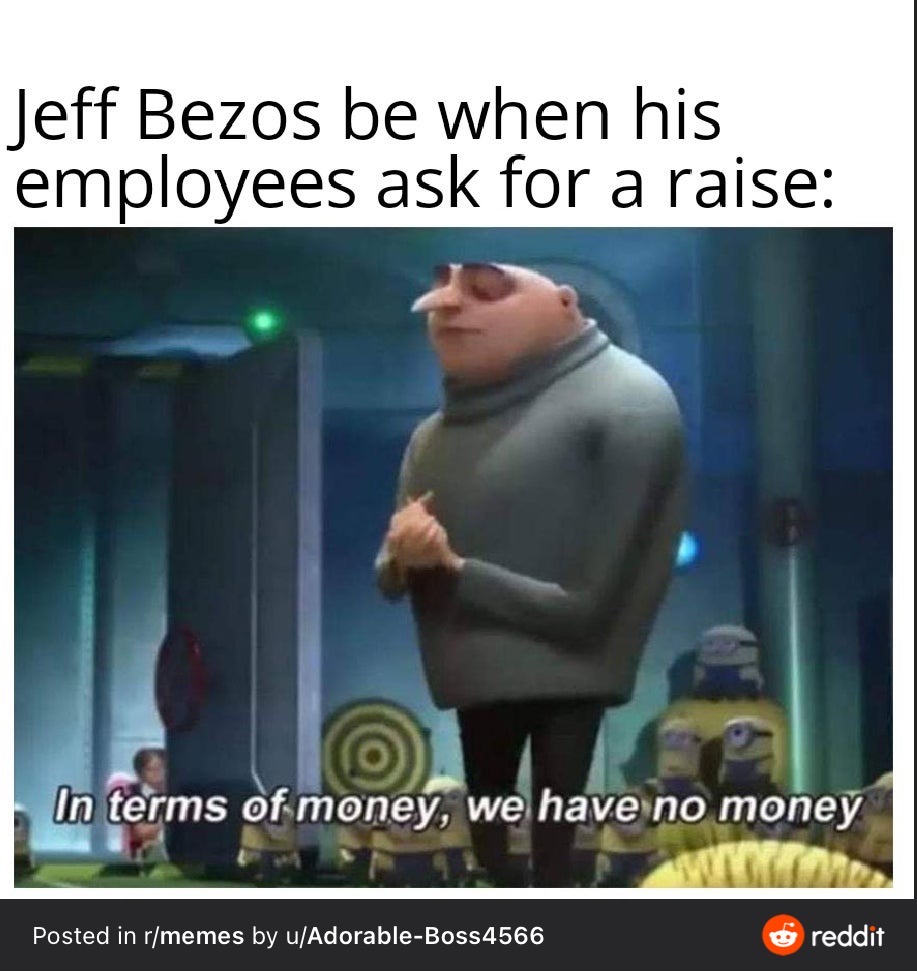 Jeff Bezos be when his
employees ask for a raise:
In terms of money, we have no money
Posted in r/memes by u/Adorable-Boss4566
reddit